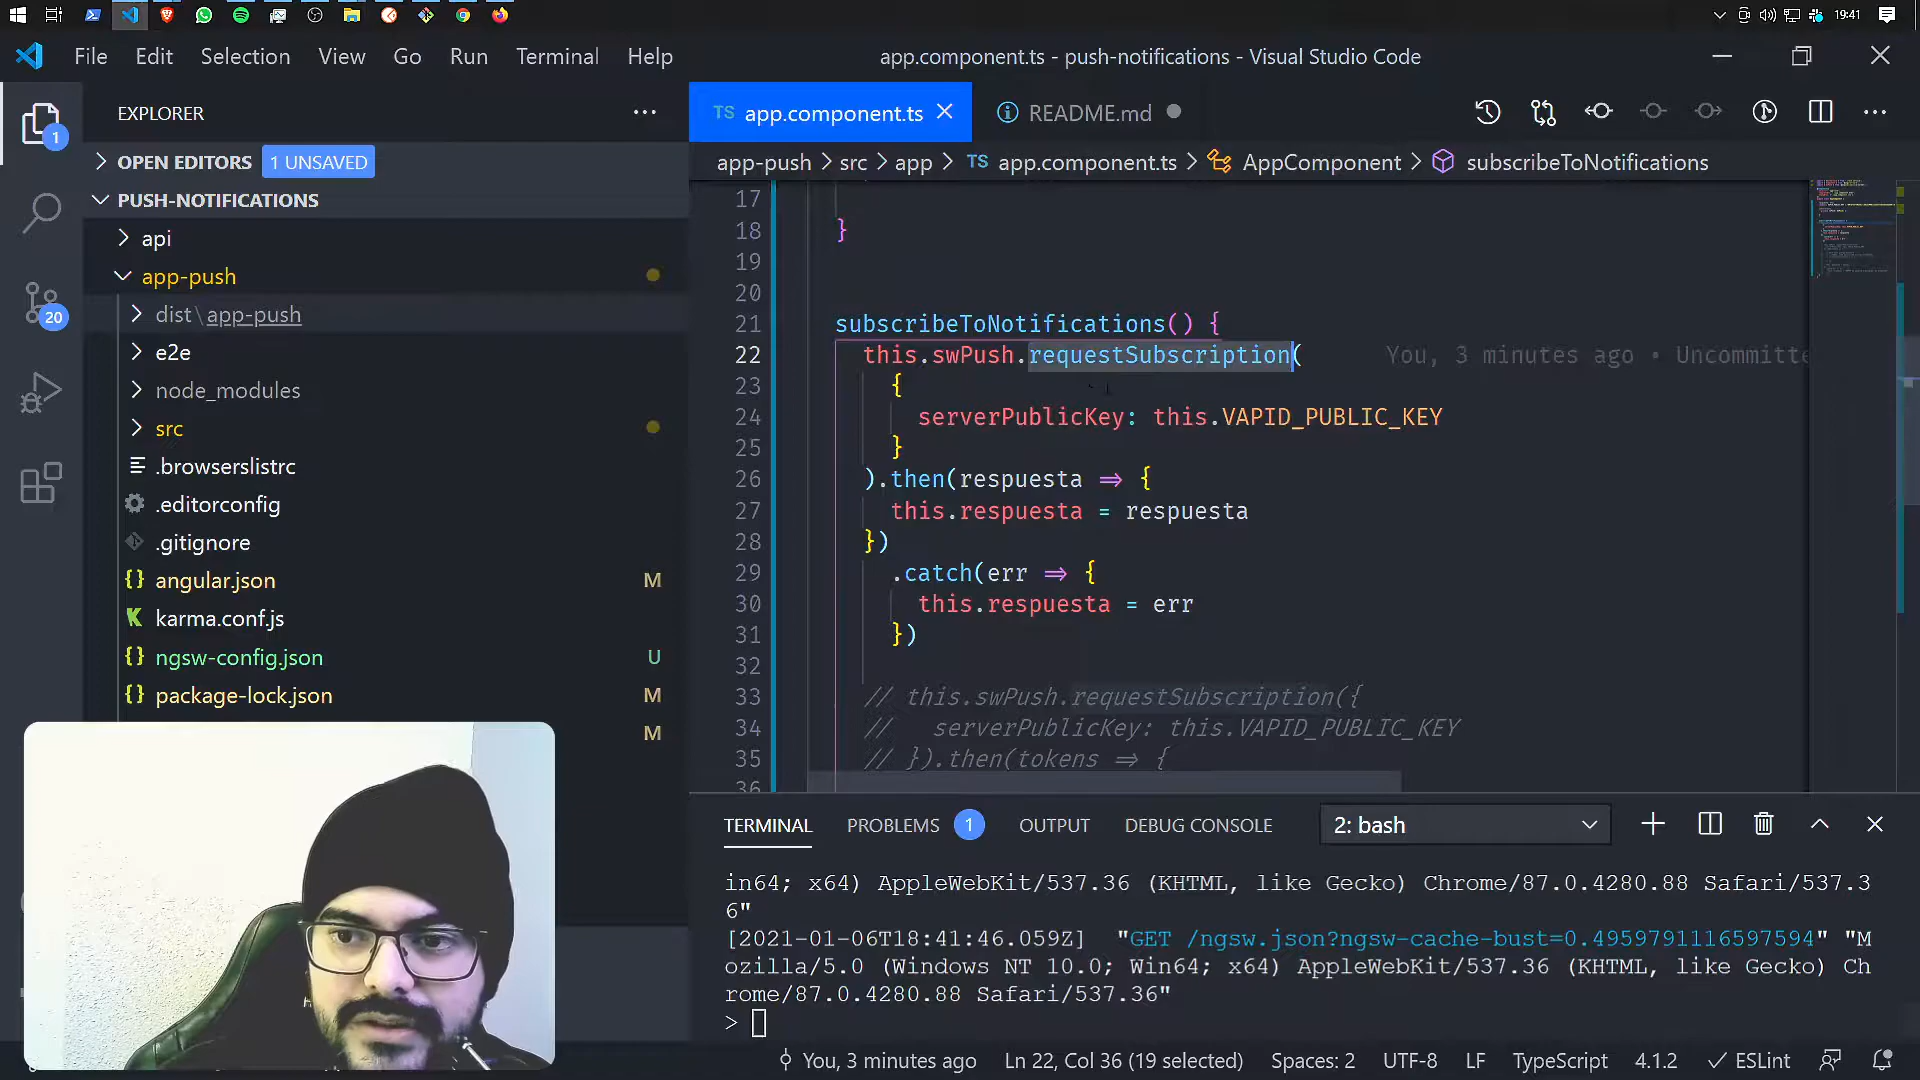 19:41
File Edit Selection View Go Run Terminal Help
app.component.ts - push-notifications - Visual Studio Code
EXPLORER
TS app.component.ts
README.md
1
OPEN EDITORS 1 UNSAVED
app-push > src > app > TS app.component.ts > AppComponent > subscribeToNotifications
PUSH-NOTIFICATIONS
api
app-push
dist\app-push
20
e2e
node_modules
src
.browserslistrc
.editorconfig
.gitignore
{} angular.json M
karma.conf.js
{} ngsw-config.json U
{} package-lock.json M
M
17
18 }
19
20
21 subscribeToNotifications() {
22 this.swPush.requestSubscription( You, 3 minutes ago • Uncommitte
23 {
24 serverPublicKey: this.VAPID_PUBLIC_KEY
25 }
26 ).then(respuesta ⇒ {
27 this.respuesta = respuesta
28 })
29 .catch(err ⇒ {
30 this.respuesta = err
31 })
32
33 // this.swPush.requestSubscription({
34 // serverPublicKey: this.VAPID_PUBLIC_KEY
35 // }).then(tokens ⇒ {
36
TERMINAL PROBLEMS 1 OUTPUT DEBUG CONSOLE 2: bash
in64; x64) AppleWebKit/537.36 (KHTML, like Gecko) Chrome/87.0.4280.88 Safari/537.3
6"
[2021-01-06T18:41:46.059Z] "GET /ngsw.json?ngsw-cache-bust=0.4959791116597594" "M
ozilla/5.0 (Windows NT 10.0; Win64; x64) AppleWebKit/537.36 (KHTML, like Gecko) Ch
rome/87.0.4280.88 Safari/537.36"
>
You, 3 minutes ago Ln 22, Col 36 (19 selected) Spaces: 2 UTF-8 LF TypeScript 4.1.2 ESLint